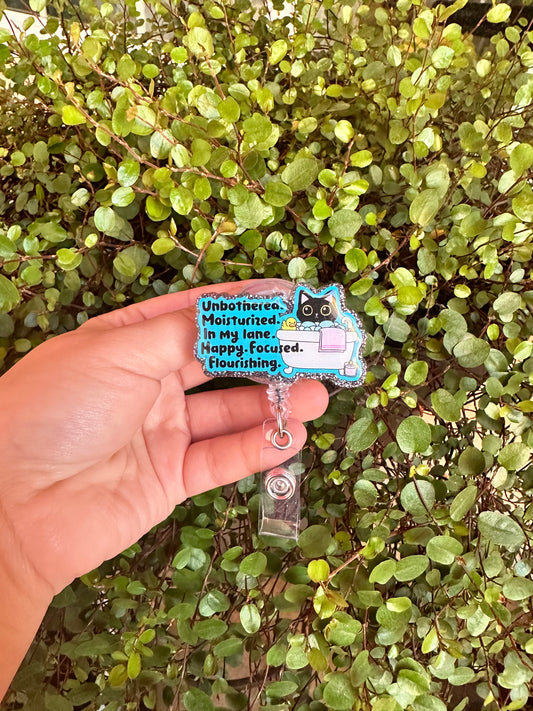 Unbothered.
Moisturized.
In my lane.
Happy. Focused.
Flourishing.